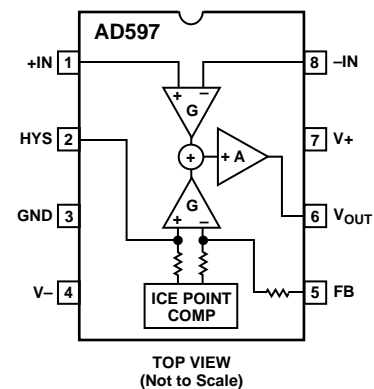 AD597
+IN 1
8 –IN
+ –
G
HYS 2
7 V+
+
+ A
G
GND 3
6 VOUT
+ –
V– 4
ICE POINT
COMP
5 FB
TOP VIEW
(Not to Scale)